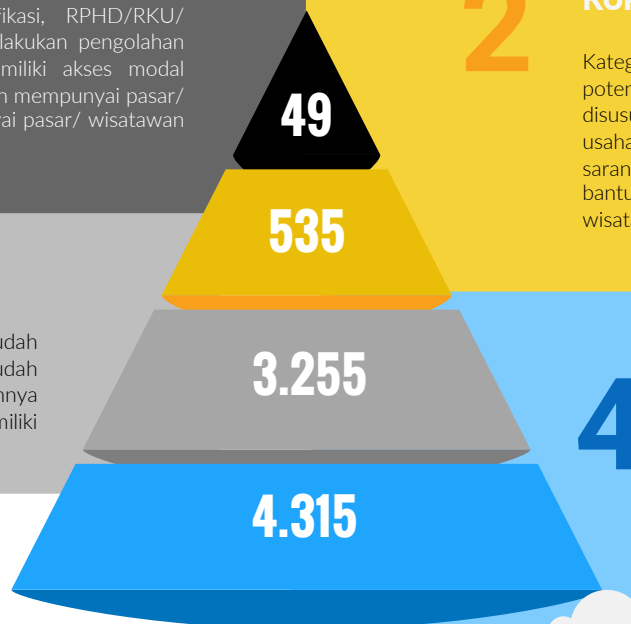 fikasi, RPHD/RKU/
lakukan pengolahan
miliki akses modal
n mempunyai pasar/
ai pasar/ wisatawan
49
2
Kateg
poten
disusu
usaha
saran
bantu
wisat
535
udah
udah
nnya
miliki
3.255
4
4.315